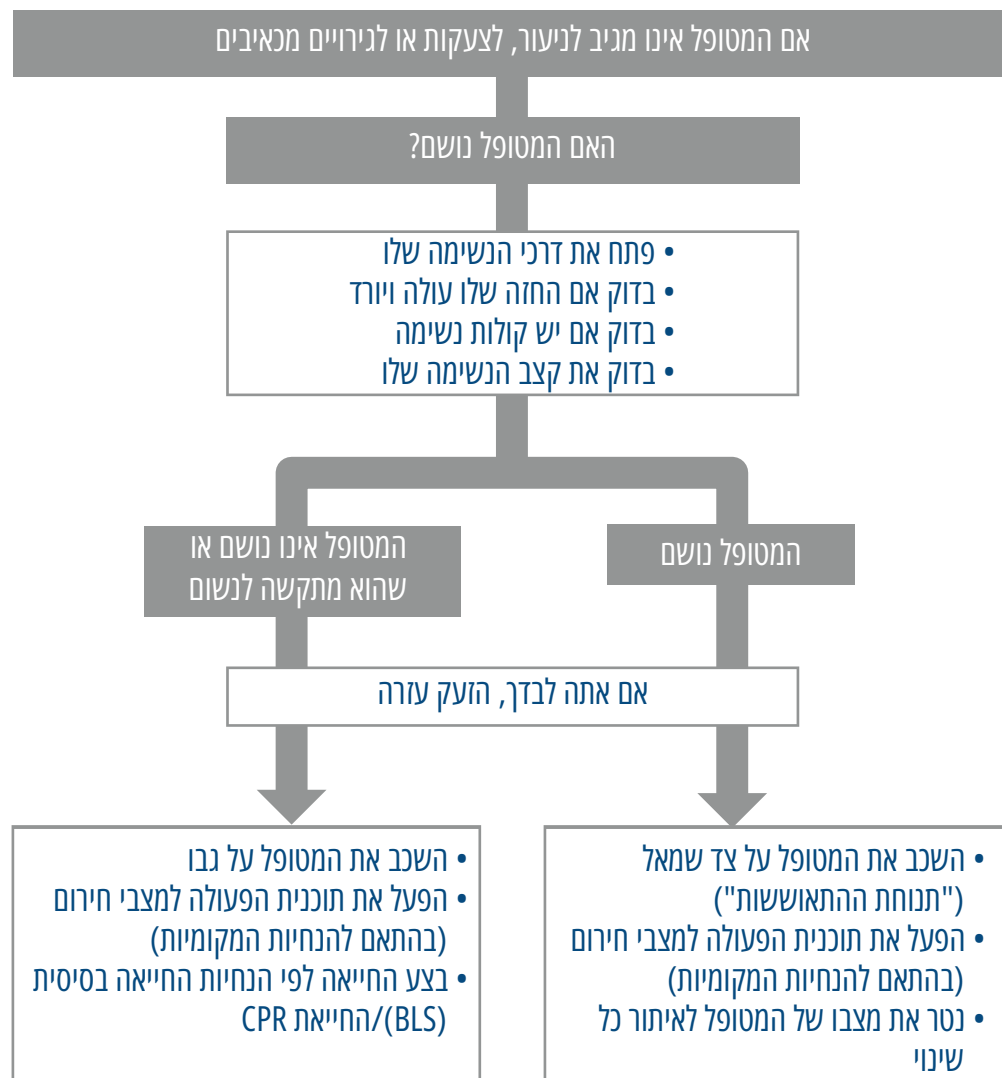 אם המטופל אינו מגיב לניעור, לצעקות או לגירויים מכאיבים
האם המטופל נושם?
• פתח את דרכי הנשימה שלו
• בדוק אם החזה שלו עולה ויורד
• בדוק אם יש קולות נשימה
• בדוק את קצב הנשימה שלו
המטופל נושם
המטופל אינו נושם או
שהוא מתקשה לנשום
אם אתה לבדך, הזעק עזרה
• השכב את המטופל על צד שמאל
("תנוחת ההתאוששות")
• הפעל את תוכנית הפעולה למצבי חירום
(בהתאם להנחיות המקומיות)
• נטר את מצבו של המטופל לאיתור כל
שינוי
• השכב את המטופל על גבו
• הפעל את תוכנית הפעולה למצבי חירום
(בהתאם להנחיות המקומיות)
• בצע החייאה לפי הנחיות החייאה בסיסית
(BLS)/החייאת CPR